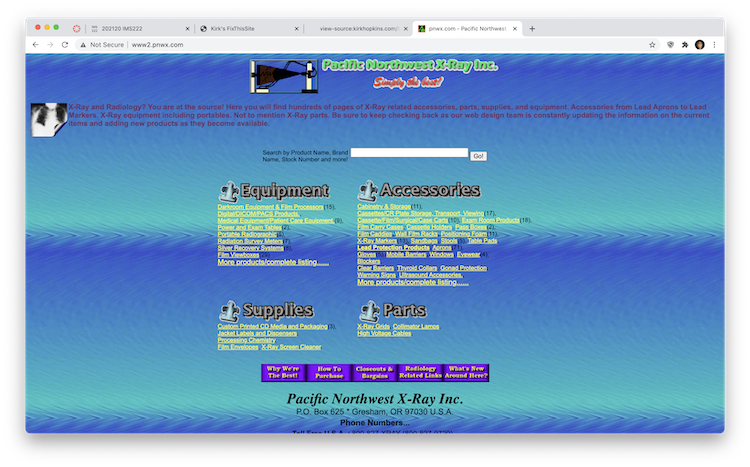 202120 IMS222
Kirk's FixThisSite
view-source:kirkhopkins.com/
pnwx.com - Pacific Northwest
Not Secure
www2.pnwx.com
Pacific Northwest X-Ray Inc.
Simply the best!
X-Ray and Radiology? You are at the source! Here you will find hundreds of pages of X-Ray related accessories, parts, supplies, and equipment. Accessories from Lead Aprons to Lead
Markers. X-Ray equipment including portables. Not to mention X-Ray parts. Be sure to keep checking back as our web design team is constantly updating the information on the current
items and adding new products as they become available.
Search by Product Name, Brand
Name, Stock Number and more!
Go!
Equipment
Darkroom Equipment & Film Processors(15),
Digital/DICOM/PACS Products,
Medical Equipment/Patient Care Equipment,(9),
Power and Exam Tables(2),
Portable Radiographic
Radiation Survey Meters
Silver Recovery Systems
Film Viewboxes
More products/complete listing......
Accessories
Cabinetry & Storage(11),
Cassettes/CR Plate Storage, Transport, Viewing(17),
Cassette/Film/Surgical/Case Carts(10), Exam Room Products(18),
Film Carry Cases Cassette Holders Pass Boxes(2),
Film Caddies Wall Film Racks Positioning Foam(11),
X-Ray Markers Sandbags Stools Table Pads
Lead Protection Products Aprons
Gloves Mobile Barriers Windows Eyewear(4)
Blockers
Clear Barriers Thyroid Collars Gonad Protection
Warning Signs Ultrasound Accessories,
More products/complete listing......
Supplies
Custom Printed CD Media and Packaging(3),
Jacket Labels and Dispensers
Processing Chemistry
Film Envelopes X-Ray Screen Cleaner
Parts
X-Ray Grids Collimator Lamps
High Voltage Cables
Why We're
The Best!!
How To
Purchase
Closeouts &
Bargains
Radiology
Related Links
What's New
Around Here?
Pacific Northwest X-Ray Inc.
P.O. Box 625 * Gresham, OR 97030 U.S.A.
Phone Numbers...
Toll Free U.S.A.: 800-827-XRAY (800-827-9729)